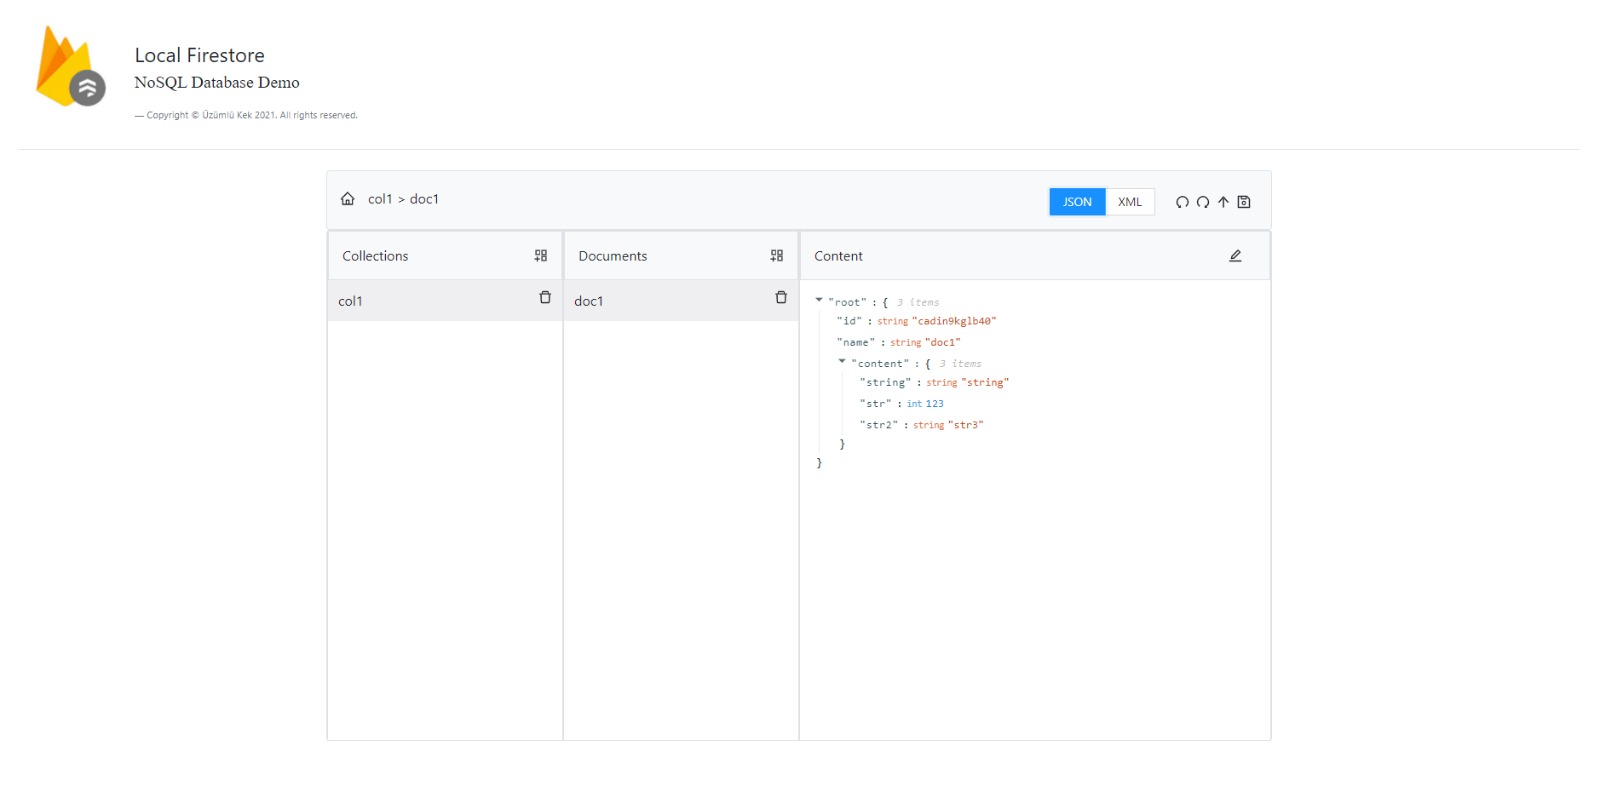 Local Firestore
NoSQL Database Demo
— Copyright © Üzümlü Kek 2021. All rights reserved.
col1 > doc1
JSON XML
Collections
Documents
Content
col1
doc1
"root" : { 3 items
"id" : string "cadin9kglb40"
"name" : string "doc1"
"content" : { 3 items
"string" : string "string"
"str" : int 123
"str2" : string "str3"
}
}